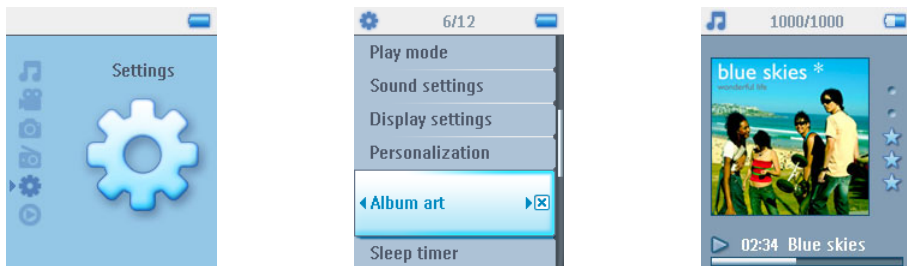 Settings
6/12
Play mode
Sound settings
Display settings
Personalization
Album art
Sleep timer
1000/1000
blue skies *
wonderful life
02:34 Blue skies